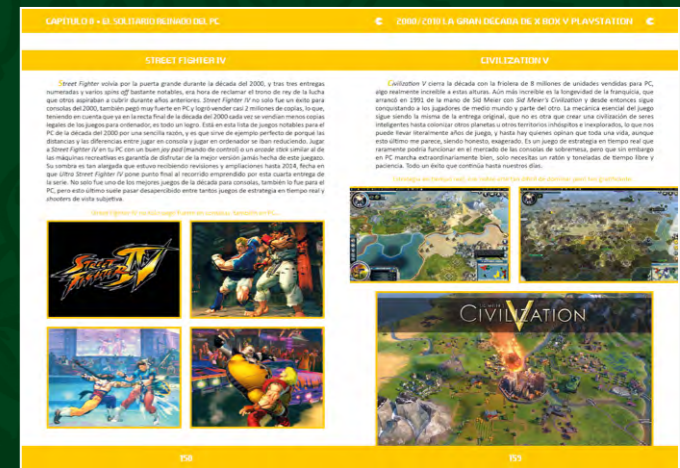 CAPÍTULO 8 • EL SOLITARIO REINADO DEL PC
2000/2010 LA GRAN DECADA DE X BOX Y PLAYSTATION
STREET FIGHTER IV
Street Fighter volvía por la puerta grande durante la década del 2000, y tras tres entregas
numeradas y varios spins off bastante notables, era hora de reclamar el trono de rey de la lucha
que otros aspiraban a cubrir durante años anteriores. Street Fighter IV no solo fue un éxito para
consolas del 2000, también pegó muy fuerte en PC y logró vender casi 2 millones de copias, lo que,
teniendo en cuenta que ya en la recta final de la década del 2000 cada vez se vendían menos copias
legales de los juegos para ordenador, es todo un logro. Está en esta lista de juegos notables para el
PC de la década del 2000 por una sencilla razón, y es que sirve de ejemplo perfecto de porqué las
distancias y las diferencias entre jugar en consola y jugar en ordenador se iban reduciendo. Jugar
a Street Fighter IV en tu PC con un buen joy pad (mando de control) o un arcade stick similar al de
las máquinas recreativas es garantía de disfrutar de la mejor versión jamás hecha de este juegazo.
Su sombra es tan alargada que estuvo recibiendo revisiones y ampliaciones hasta 2014, fecha en
que Ultra Street Fighter IV pone punto final al recorrido emprendido por esta cuarta entrega de
la serie. No solo fue uno de los mejores juegos de la década para consolas, también lo fue para el
PC, pero esto último suele pasar desapercibido entre tantos juegos de estrategia en tiempo real y
shooters de vista subjetiva.
STREET FIGHTER IV
158
CIVILIZATION V
Civilization V cierra la década con la friolera de 8 millones de unidades vendidas para PC,
algo realmente increíble a estas alturas. Aún más increíble es la longevidad de la franquicia, que
arrancó en 1991 de la mano de Sid Meier con Sid Meier's Civilization y desde entonces sigue
conquistando a los jugadores de medio mundo y parte del otro. La mecánica esencial del juego
sigue siendo la misma de la entrega original, que no es otra que crear una civilización de seres
inteligentes hasta colonizar otros planetas u otros territorios inhóspitos e inexplorados, lo que nos
puede llevar literalmente años de juego, y hasta hay quienes opinan que toda una vida, aunque
esto último me parece, siendo honesto, exagerado. Es un juego de estrategia en tiempo real que
raramente podría funcionar en el mercado de las consolas de sobremesa, pero que sin embargo
en PC marcha extraordinariamente bien, solo necesitas un ratón y toneladas de tiempo libre y
paciencia. Todo un éxito que continúa hasta nuestros días.
SID MEIER'S
CIVILIZATION V
159